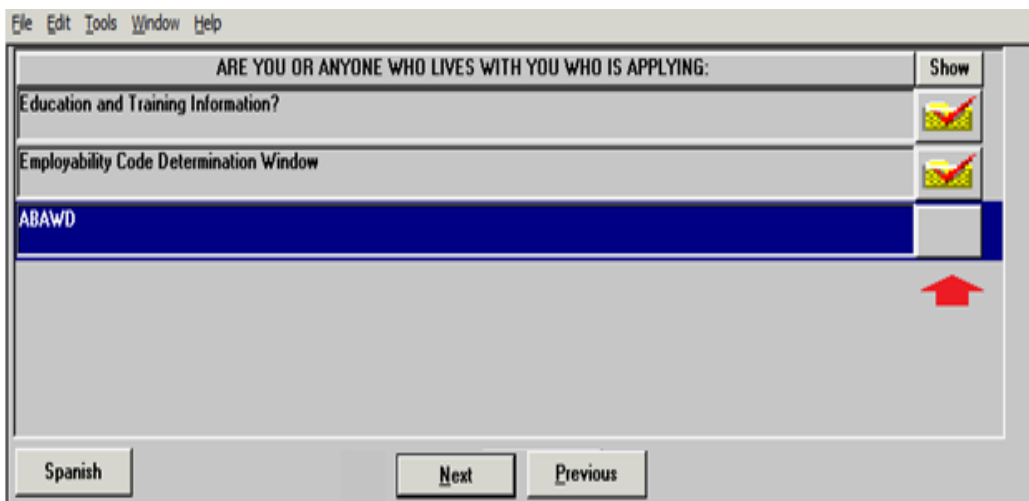 File Edit Tools Window Help
ARE YOU OR ANYONE WHO LIVES WITH YOU WHO IS APPLYING: Show
Education and Training Information?
Employability Code Determination Window
ABAWD
Spanish Next Previous